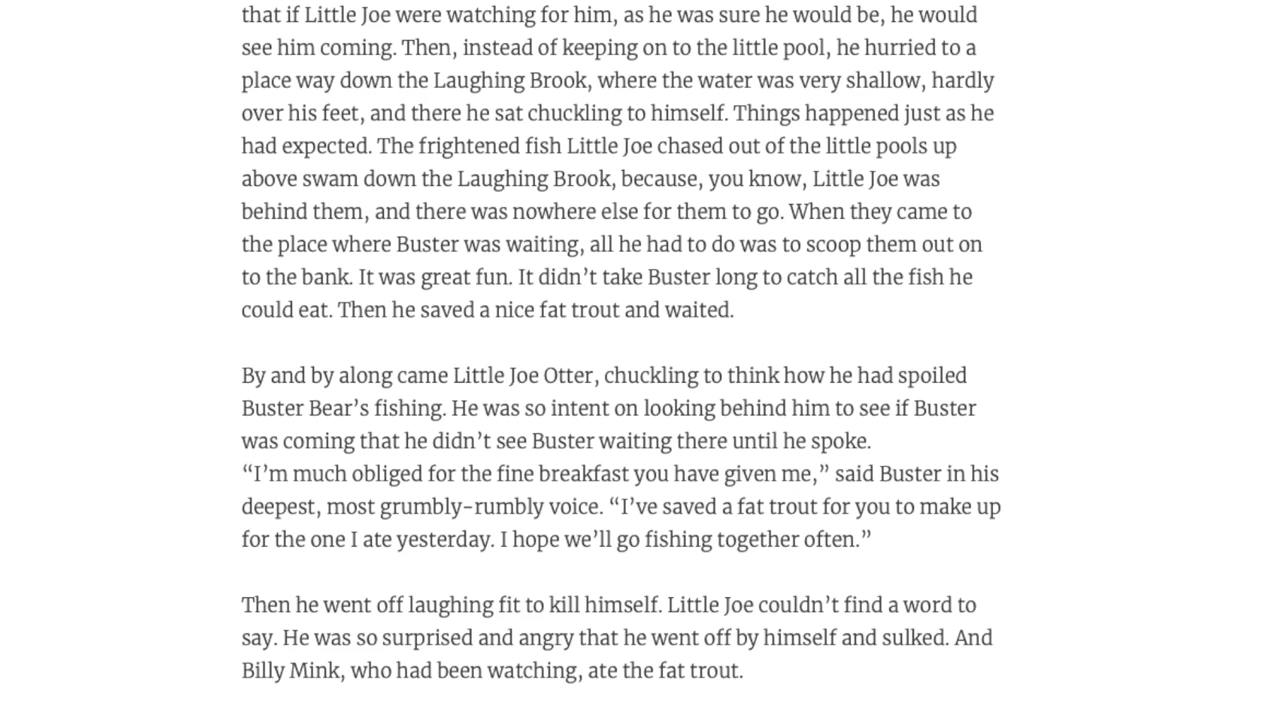 that if Little Joe were watching for him, as he was sure he would be, he would
see him coming. Then, instead of keeping on to the little pool, he hurried to a
place way down the Laughing Brook, where the water was very shallow, hardly
over his feet, and there he sat chuckling to himself. Things happened just as he
had expected. The frightened fish Little Joe chased out of the little pools up
above swam down the Laughing Brook, because, you know, Little Joe was
behind them, and there was nowhere else for them to go. When they came to
the place where Buster was waiting, all he had to do was to scoop them out on
to the bank. It was great fun. It didn’t take Buster long to catch all the fish he
could eat. Then he saved a nice fat trout and waited.
By and by along came Little Joe Otter, chuckling to think how he had spoiled
Buster Bear’s fishing. He was so intent on looking behind him to see if Buster
was coming that he didn’t see Buster waiting there until he spoke.
“I’m much obliged for the fine breakfast you have given me,” said Buster in his
deepest, most grumbly-rumbly voice. “I’ve saved a fat trout for you to make up
for the one I ate yesterday. I hope we’ll go fishing together often.”
Then he went off laughing fit to kill himself. Little Joe couldn’t find a word to
say. He was so surprised and angry that he went off by himself and sulked. And
Billy Mink, who had been watching, ate the fat trout.